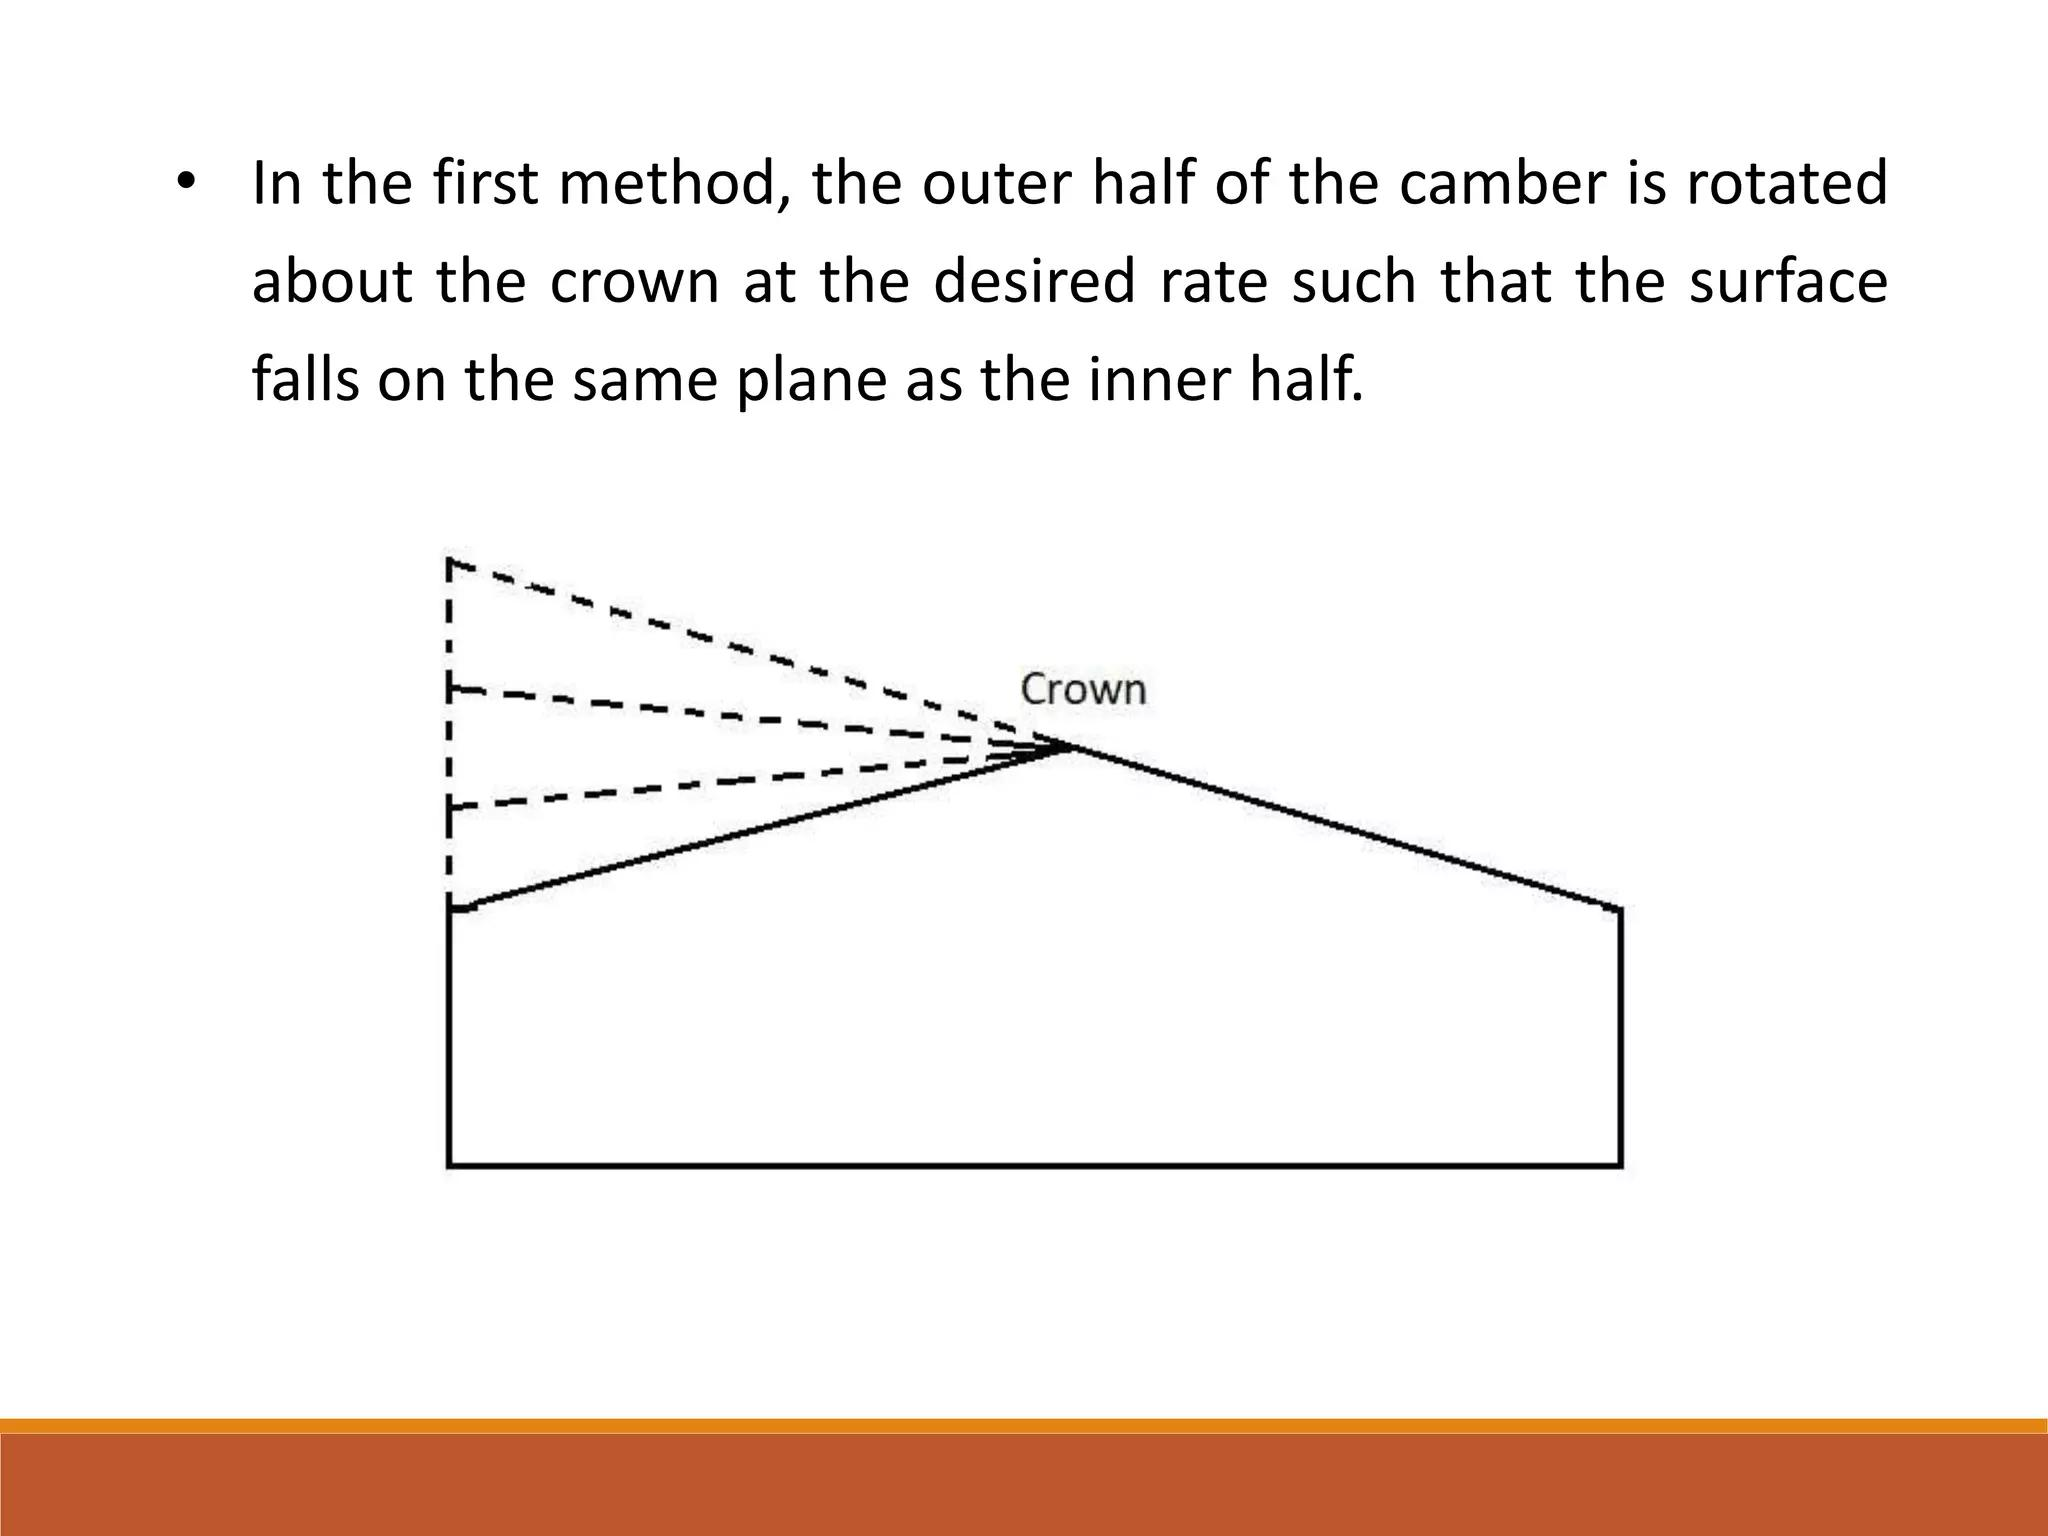 • In the first method, the outer half of the camber is rotated
about the crown at the desired rate such that the surface
falls on the same plane as the inner half.
Crown